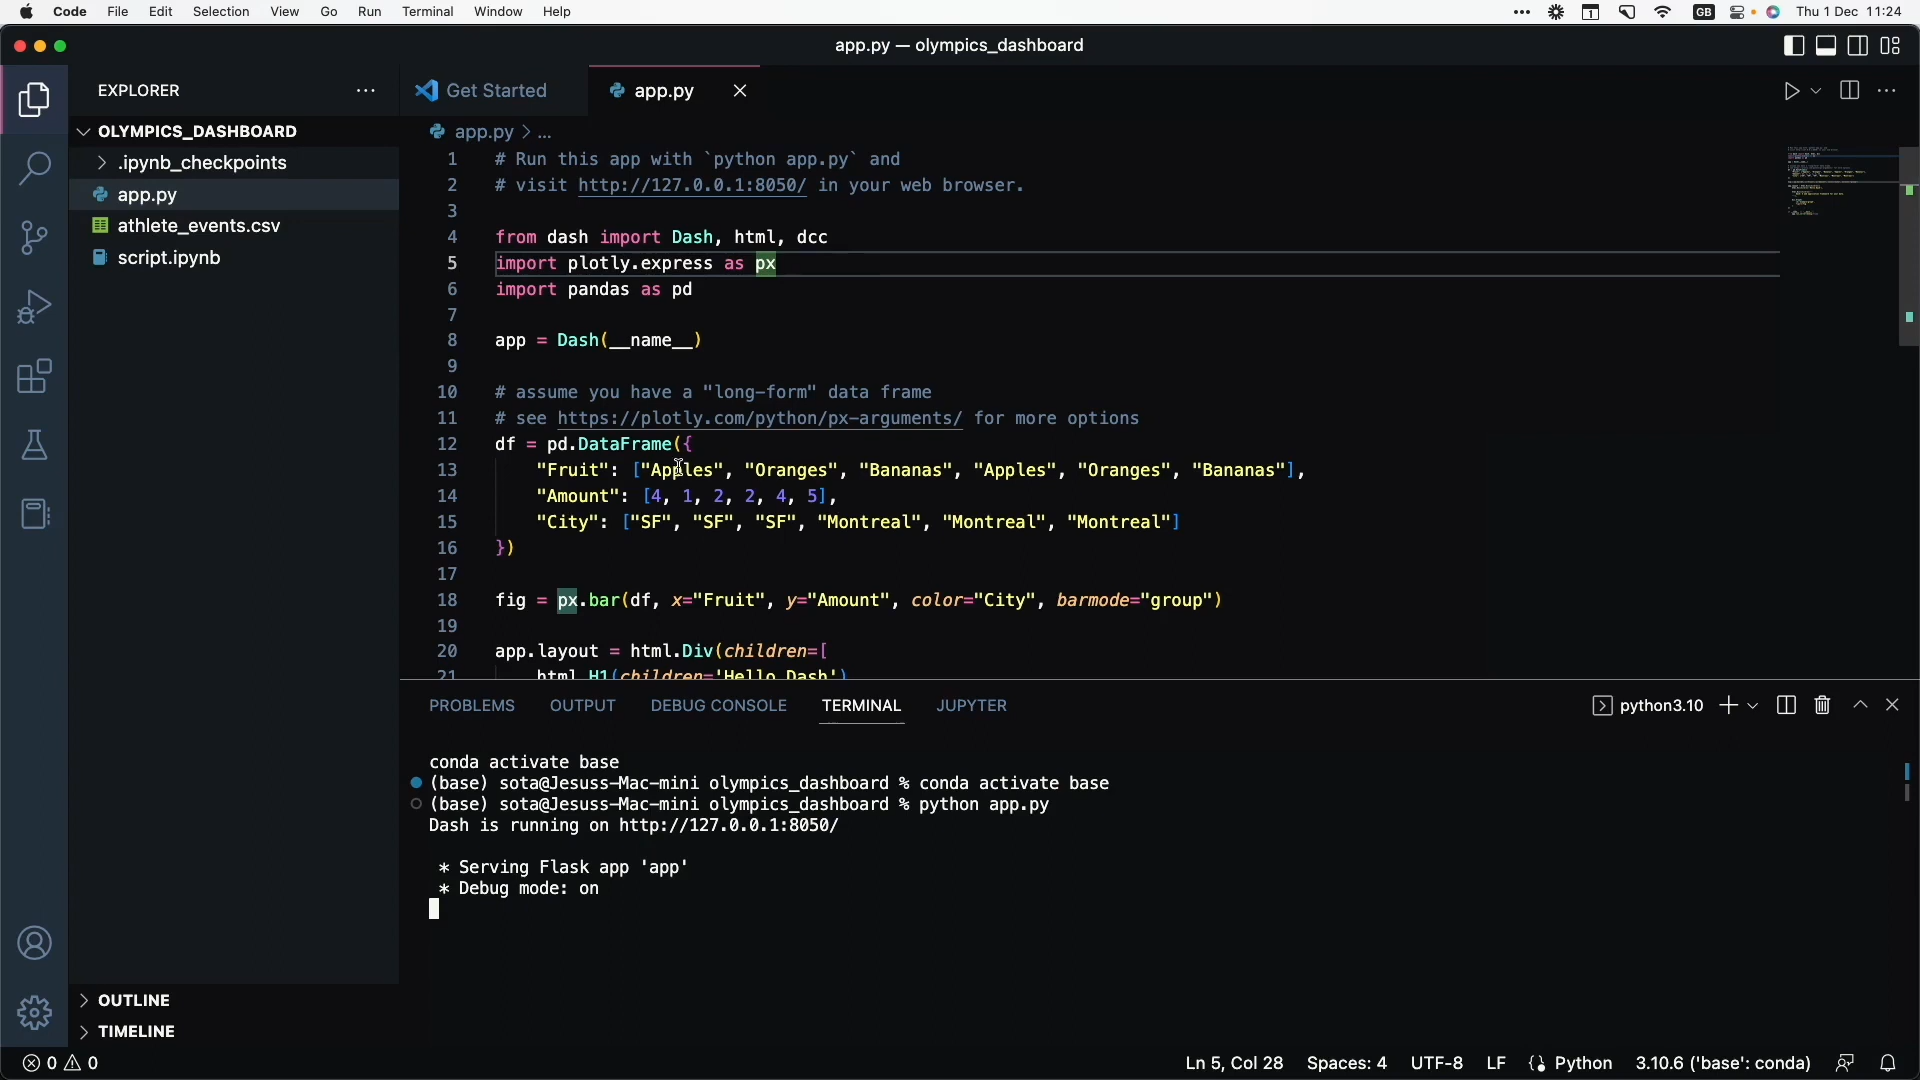 Code File Edit Selection View Go Run Terminal Window Help
GB Thu 1 Dec 11:24
app.py — olympics_dashboard
EXPLORER
Get Started
app.py
OLYMPICS_DASHBOARD
.ipynb_checkpoints
app.py
athlete_events.csv
script.ipynb
app.py > ...
1 # Run this app with `python app.py` and
2 # visit http://127.0.0.1:8050/ in your web browser.
3
4 from dash import Dash, html, dcc
5 import plotly.express as px
6 import pandas as pd
7
8 app = Dash(__name__)
9
10 # assume you have a "long-form" data frame
11 # see https://plotly.com/python/px-arguments/ for more options
12 df = pd.DataFrame({
13 "Fruit": ["Apples", "Oranges", "Bananas", "Apples", "Oranges", "Bananas"],
14 "Amount": [4, 1, 2, 2, 4, 5],
15 "City": ["SF", "SF", "SF", "Montreal", "Montreal", "Montreal"]
16 })
17
18 fig = px.bar(df, x="Fruit", y="Amount", color="City", barmode="group")
19
20 app.layout = html.Div(children=[
21 html.H1(children='Hello Dash')
PROBLEMS OUTPUT DEBUG CONSOLE TERMINAL JUPYTER
python3.10
conda activate base
(base) sota@Jesuss-Mac-mini olympics_dashboard % conda activate base
(base) sota@Jesuss-Mac-mini olympics_dashboard % python app.py
Dash is running on http://127.0.0.1:8050/
* Serving Flask app 'app'
* Debug mode: on
OUTLINE
TIMELINE
0 0
Ln 5, Col 28 Spaces: 4 UTF-8 LF Python 3.10.6 ('base': conda)